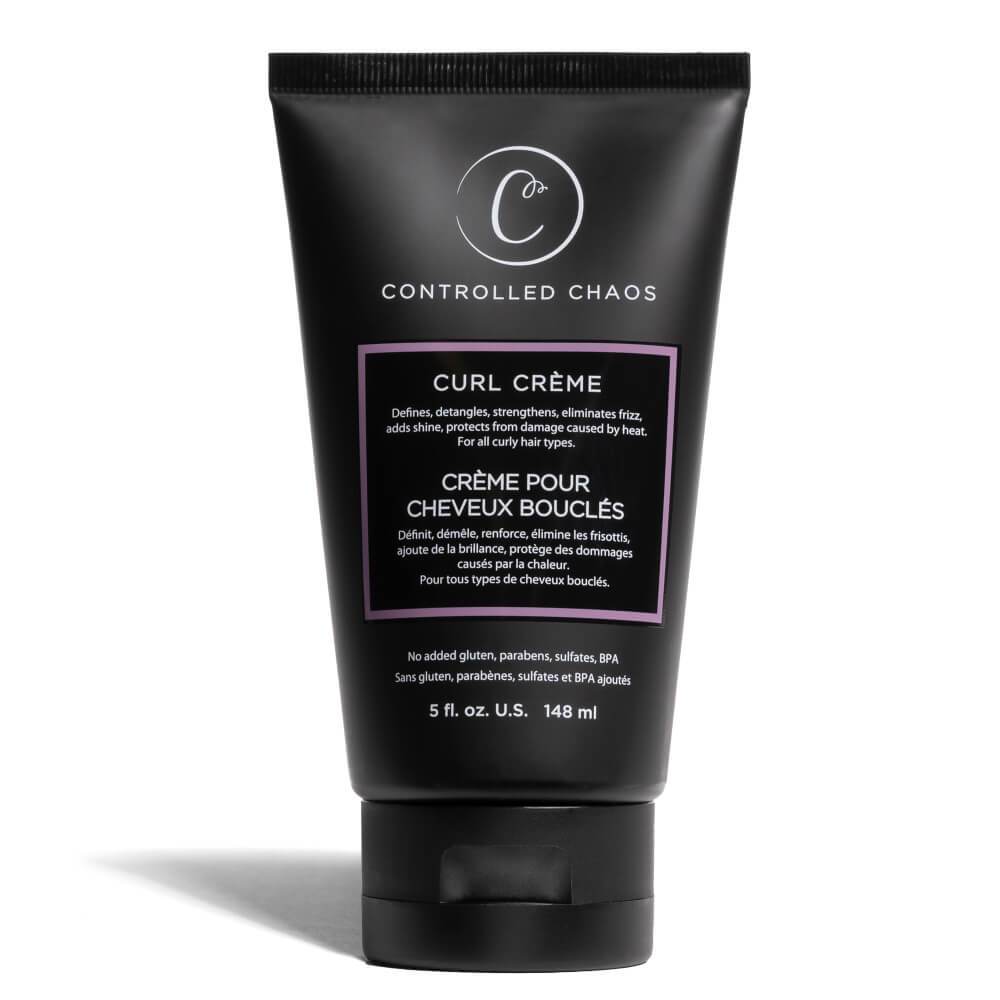 C
CONTROLLED CHAOS
CURL CRÈME
Defines, detangles, strengthens, eliminates frizz,
adds shine, protects from damage caused by heat.
For all curly hair types.
CRÈME POUR
CHEVEUX BOUCLÉS
Définit, démêle, renforce, élimine les frisottis,
ajoute de la brillance, protège des dommages
causés par la chaleur.
Pour tous types de cheveux bouclés.
No added gluten, parabens, sulfates, BPA
Sans gluten, parabènes, sulfates et BPA ajoutés
5 fl. oz. U.S. 148 ml